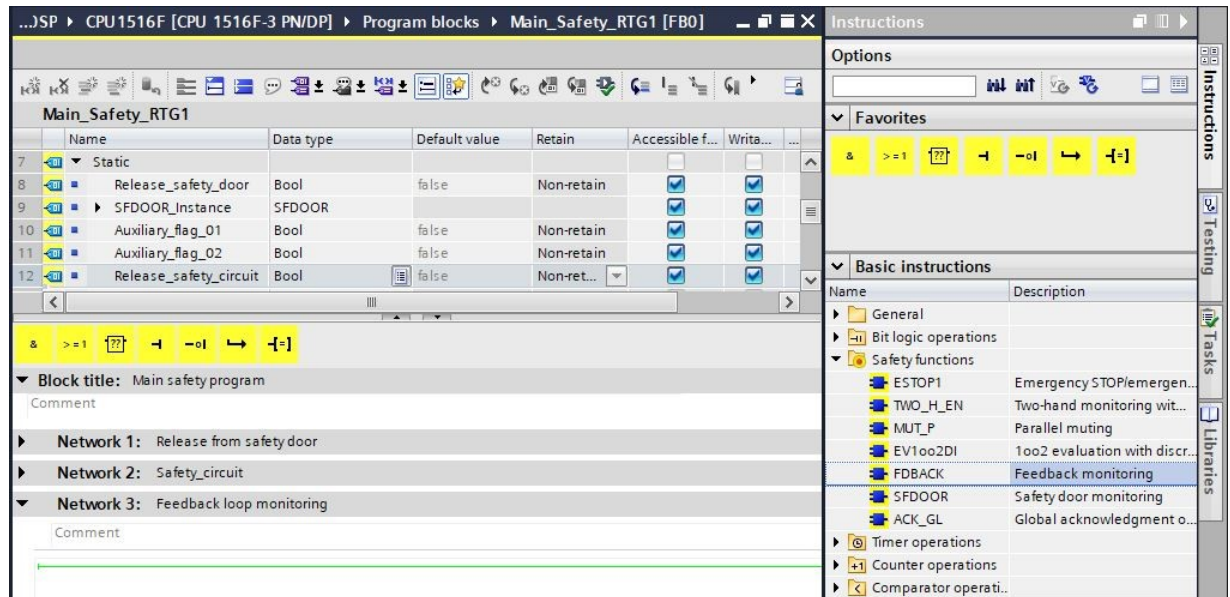 ...)SP ▸ CPU1516F [CPU 1516F-3 PN/DP] ▸ Program blocks ▸ Main_Safety_RTG1 [FB0]
Main_Safety_RTG1
Name Data type Default value Retain Accessible f... Writa... ...
7 Static
8 Release_safety_door Bool false Non-retain
9 SFDOOR_Instance SFDOOR
10 Auxiliary_flag_01 Bool false Non-retain
11 Auxiliary_flag_02 Bool false Non-retain
12 Release_safety_circuit Bool false Non-ret...
& >=1 ??
Block title: Main safety program
Comment
Network 1: Release from safety door
Network 2: Safety_circuit
Network 3: Feedback loop monitoring
Comment
Instructions
Options
Favorites
& >=1 ??
Basic instructions
Name Description
General
Bit logic operations
Safety functions
ESTOP1 Emergency STOP/emergen...
TWO_H_EN Two-hand monitoring wit...
MUT_P Parallel muting
EV1oo2DI 1oo2 evaluation with discr...
FDBACK Feedback monitoring
SFDOOR Safety door monitoring
ACK_GL Global acknowledgment o...
Timer operations
Counter operations
Comparator operati..
Instructions
Testing
Tasks
Libraries